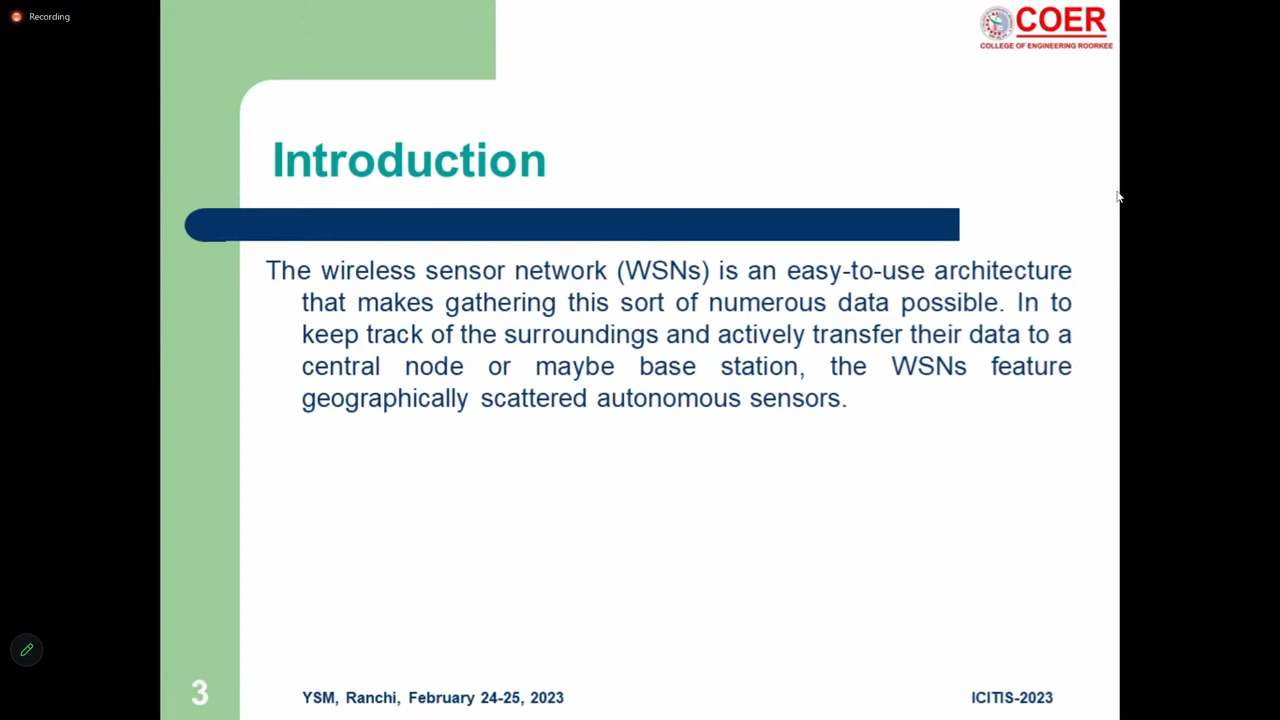 Recording
COER
COLLEGE OF ENGINEERING ROORKEE
Introduction
The wireless sensor network (WSNs) is an easy-to-use architecture
that makes gathering this sort of numerous data possible. In to
keep track of the surroundings and actively transfer their data to a
central node or maybe base station, the WSNs feature
geographically scattered autonomous sensors.
3
YSM, Ranchi, February 24-25, 2023
ICITIS-2023